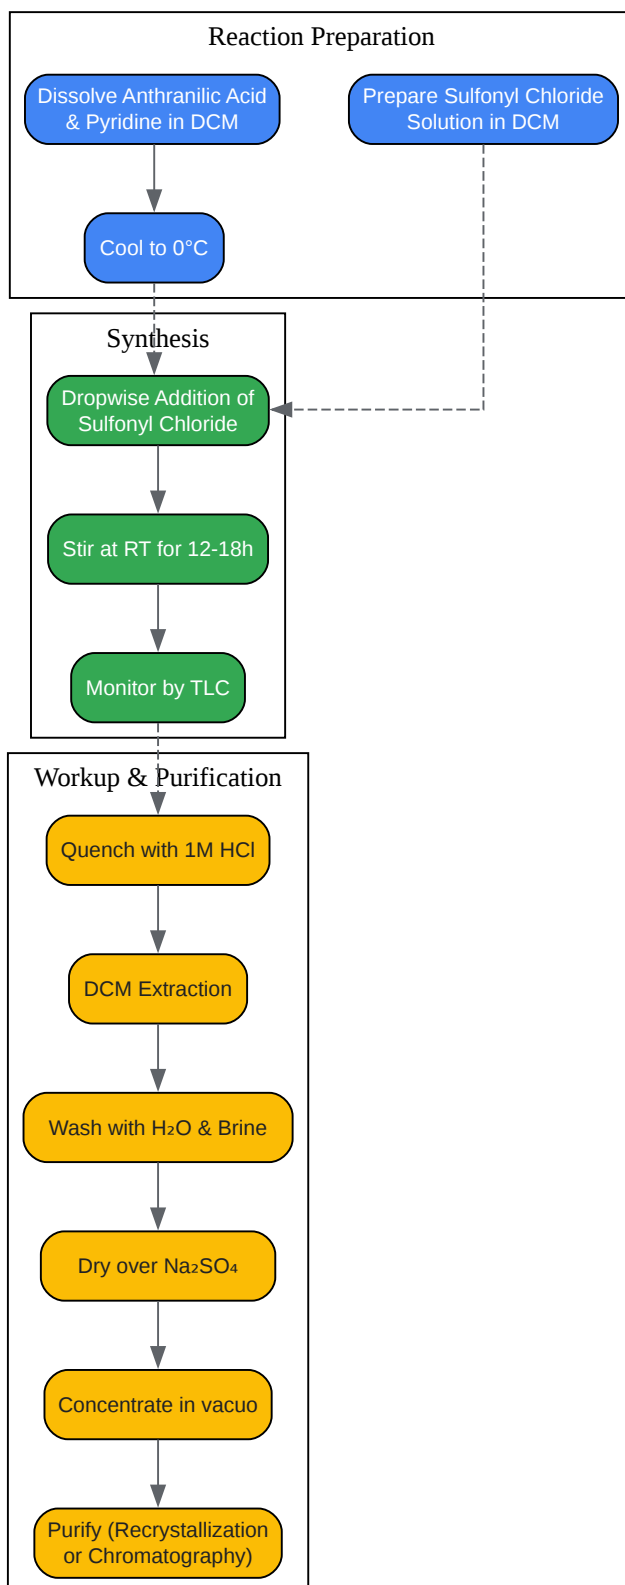 Reaction Preparation
Dissolve Anthranilic Acid
& Pyridine in DCM
Prepare Sulfonyl Chloride
Solution in DCM
Cool to 0°C
Synthesis
Dropwise Addition of
Sulfonyl Chloride
Stir at RT for 12-18h
Monitor by TLC
Workup & Purification
Quench with 1M HCl
DCM Extraction
Wash with H₂O & Brine
Dry over Na₂SO₄
Concentrate in vacuo
Purify (Recrystallization
or Chromatography)